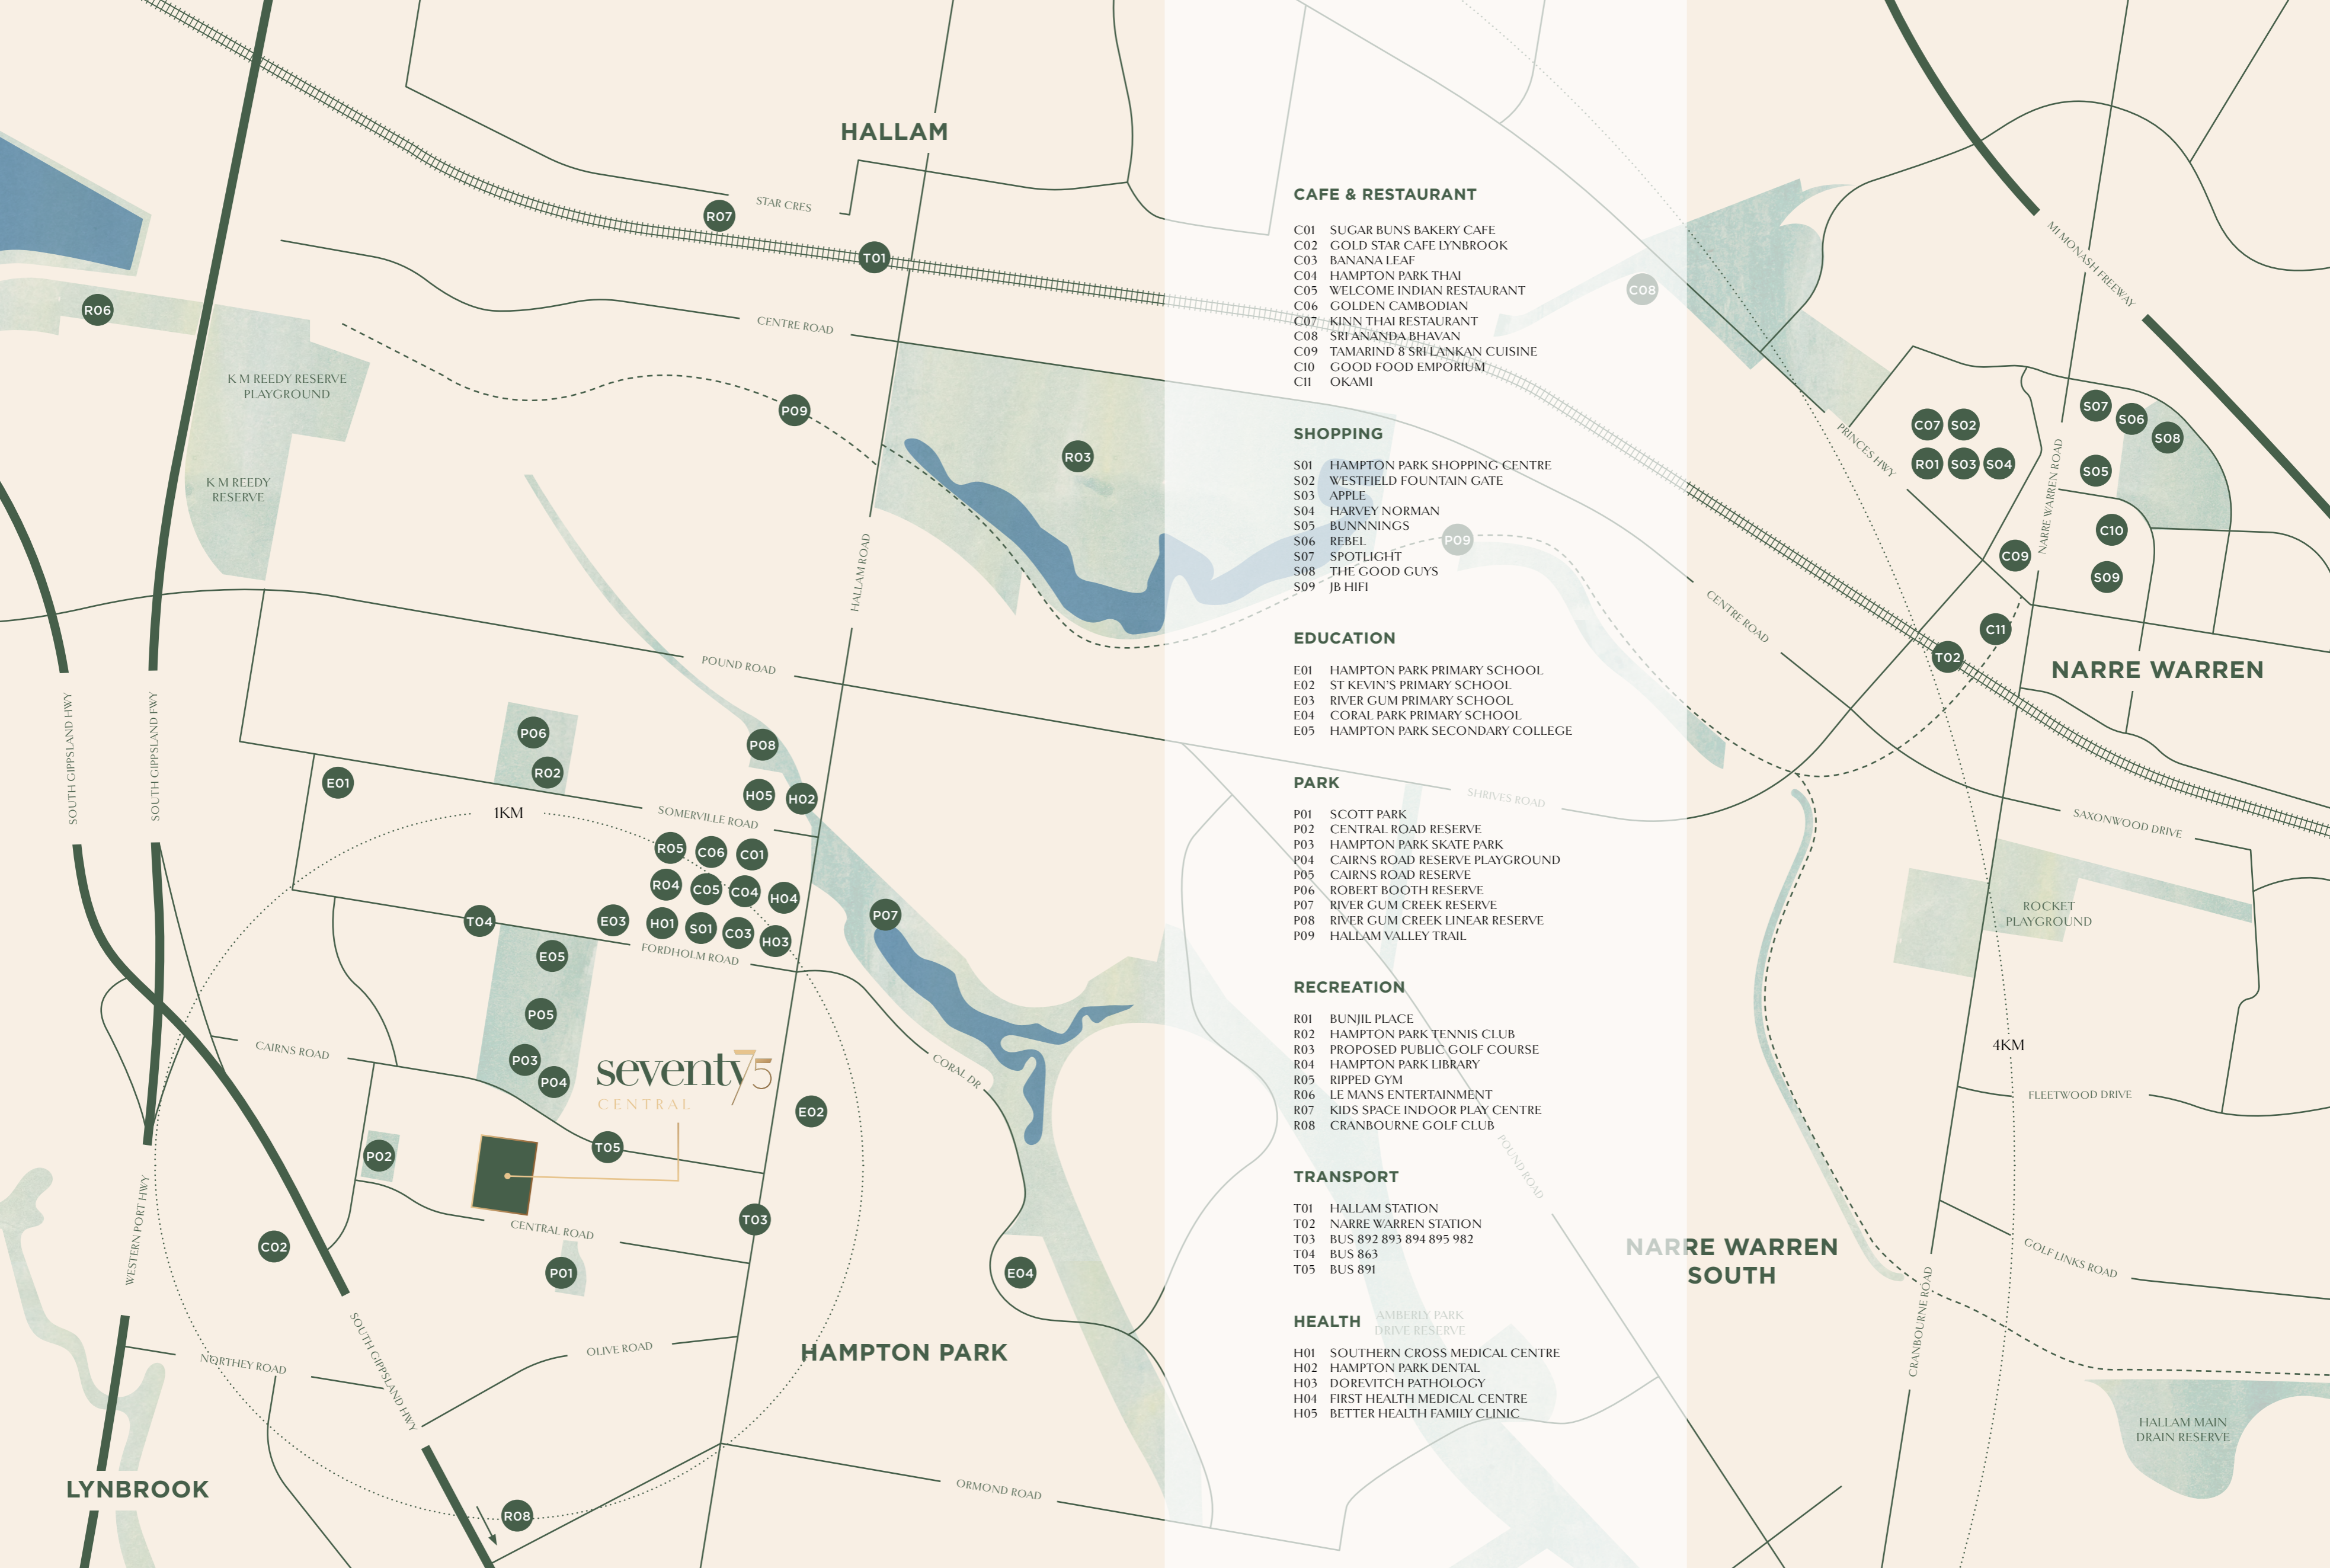 HALLAM
R07
STAR CRES
T01
R06
CENTRE ROAD
K M REEDY RESERVE
PLAYGROUND
P09
R03
K M REEDY
RESERVE
HALLAM ROAD
SOUTH GIPPSLAND HWY
SOUTH GIPPSLAND FWY
POUND ROAD
P06
P08
R02
E01
H05
H02
1KM
SOMERVILLE ROAD
R05
C06
C01
R04
C05
C04
H04
T04
E03
H01
S01
C03
H03
P07
FORDHOLM ROAD
E05
P05
CAIRNS ROAD
P03
P04
seventy75
CENTRAL
CORAL DR
E02
T05
P02
WESTERN PORT HWY
T03
CENTRAL ROAD
C02
P01
E04
SOUTH GIPPSLAND HWY
OLIVE ROAD
HAMPTON PARK
NORTHEY ROAD
LYNBROOK
ORMOND ROAD
R08
CAFE & RESTAURANT
C01 SUGAR BUNS BAKERY CAFE
C02 GOLD STAR CAFE LYNBROOK
C03 BANANA LEAF
C04 HAMPTON PARK THAI
C05 WELCOME INDIAN RESTAURANT
C06 GOLDEN CAMBODIAN
C07 KINN THAI RESTAURANT
C08 SRI ANANDA BHAVAN
C09 TAMARIND 8 SRI LANKAN CUISINE
C10 GOOD FOOD EMPORIUM
C11 OKAMI
SHOPPING
S01 HAMPTON PARK SHOPPING CENTRE
S02 WESTFIELD FOUNTAIN GATE
S03 APPLE
S04 HARVEY NORMAN
S05 BUNNNINGS
S06 REBEL
S07 SPOTLIGHT
S08 THE GOOD GUYS
S09 JB HIFI
EDUCATION
E01 HAMPTON PARK PRIMARY SCHOOL
E02 ST KEVIN'S PRIMARY SCHOOL
E03 RIVER GUM PRIMARY SCHOOL
E04 CORAL PARK PRIMARY SCHOOL
E05 HAMPTON PARK SECONDARY COLLEGE
PARK
P01 SCOTT PARK
P02 CENTRAL ROAD RESERVE
P03 HAMPTON PARK SKATE PARK
P04 CAIRNS ROAD RESERVE PLAYGROUND
P05 CAIRNS ROAD RESERVE
P06 ROBERT BOOTH RESERVE
P07 RIVER GUM CREEK RESERVE
P08 RIVER GUM CREEK LINEAR RESERVE
P09 HALLAM VALLEY TRAIL
RECREATION
R01 BUNJIL PLACE
R02 HAMPTON PARK TENNIS CLUB
R03 PROPOSED PUBLIC GOLF COURSE
R04 HAMPTON PARK LIBRARY
R05 RIPPED GYM
R06 LE MANS ENTERTAINMENT
R07 KIDS SPACE INDOOR PLAY CENTRE
R08 CRANBOURNE GOLF CLUB
TRANSPORT
T01 HALLAM STATION
T02 NARRE WARREN STATION
T03 BUS 892 893 894 895 982
T04 BUS 863
T05 BUS 891
HEALTH
H01 SOUTHERN CROSS MEDICAL CENTRE
H02 HAMPTON PARK DENTAL
H03 DOREVITCH PATHOLOGY
H04 FIRST HEALTH MEDICAL CENTRE
H05 BETTER HEALTH FAMILY CLINIC
C08
P09
SHRIVES ROAD
POUND ROAD
AMBERLY PARK
DRIVE RESERVE
M1 MONASH FREEWAY
PRINCES HWY
C07
S02
R01
S03
S04
S07
S06
S08
S05
NARRE WARREN ROAD
C10
C09
S09
CENTRE ROAD
C11
T02
NARRE WARREN
SAXONWOOD DRIVE
ROCKET
PLAYGROUND
4KM
FLEETWOOD DRIVE
NARRE WARREN
SOUTH
GOLF LINKS ROAD
CRANBOURNE ROAD
HALLAM MAIN
DRAIN RESERVE